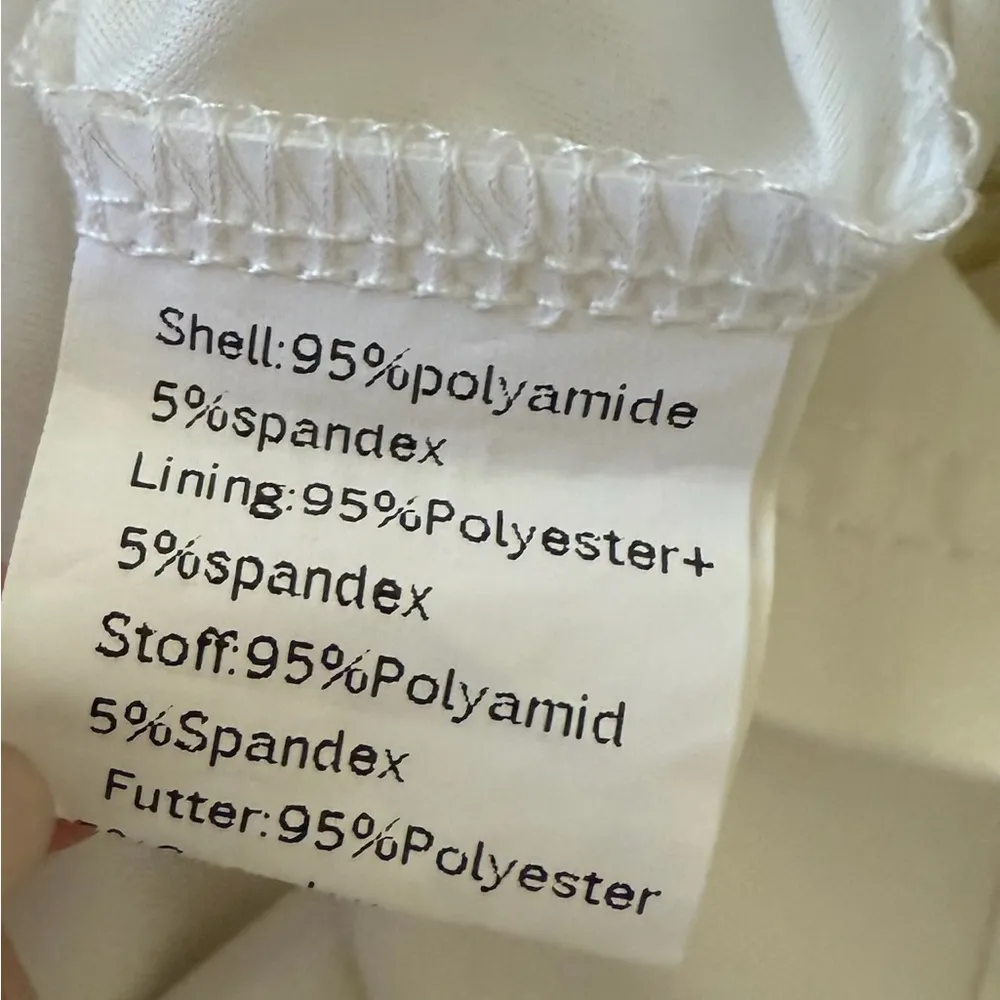 Shell:95%polyamide+
5%spandex
Lining:95%Polyester+
5%spandex
Stoff:95%Polyamid
5%Spandex
Futter:95%Polyester